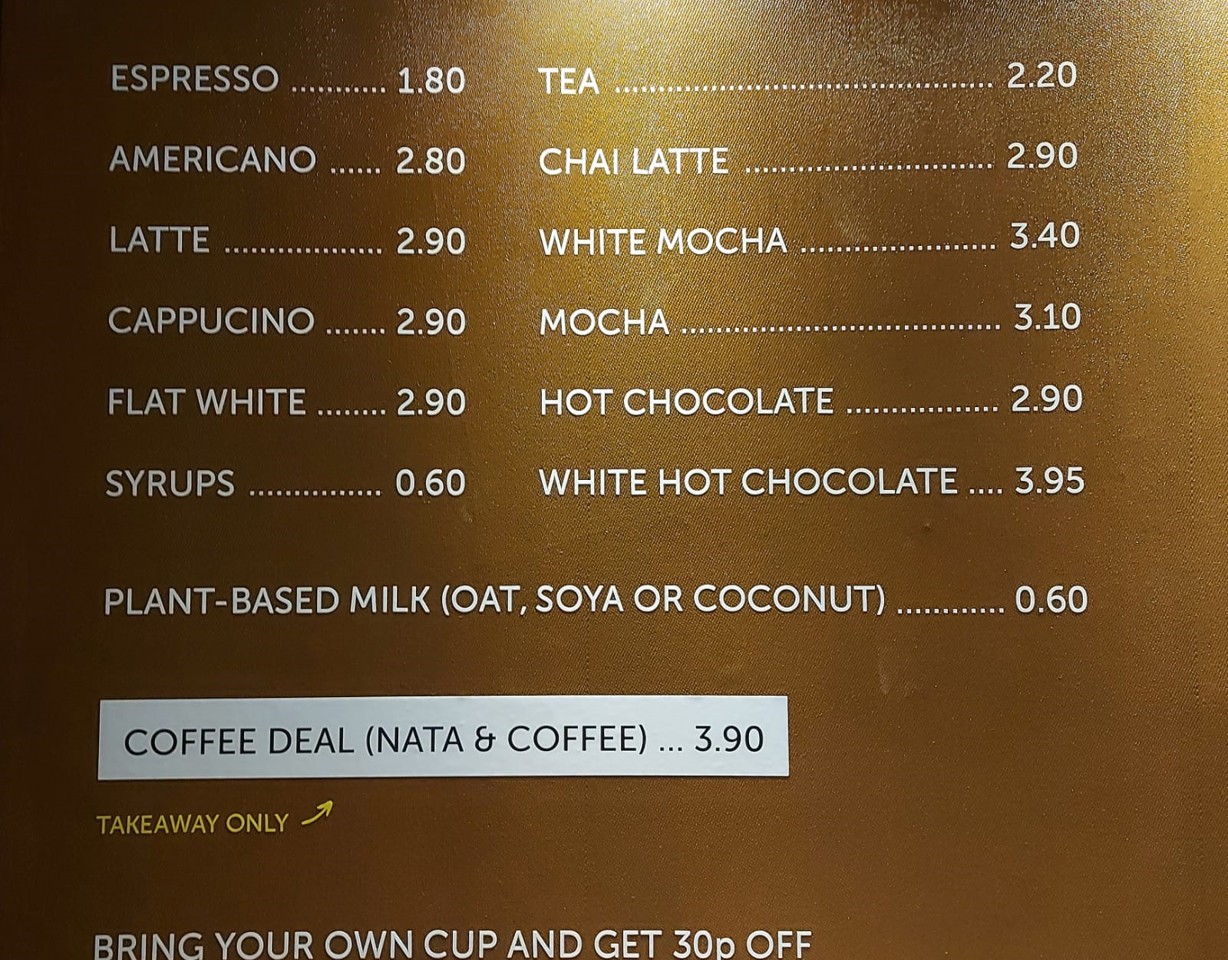 ESPRESSO ........... 1.80
AMERICANO ...... 2.80
LATTE ................. 2.90
CAPPUCINO ....... 2.90
FLAT WHITE ........ 2.90
SYRUPS ............... 0.60
TEA .......................................... 2.20
CHAI LATTE ........................... 2.90
WHITE MOCHA ..................... 3.40
MOCHA ................................... 3.10
HOT CHOCOLATE ................ 2.90
WHITE HOT CHOCOLATE .... 3.95
PLANT-BASED MILK (OAT, SOYA OR COCONUT) ............ 0.60
COFFEE DEAL (NATA & COFFEE) ... 3.90
TAKEAWAY ONLY
BRING YOUR OWN CUP AND GET 30p OFF